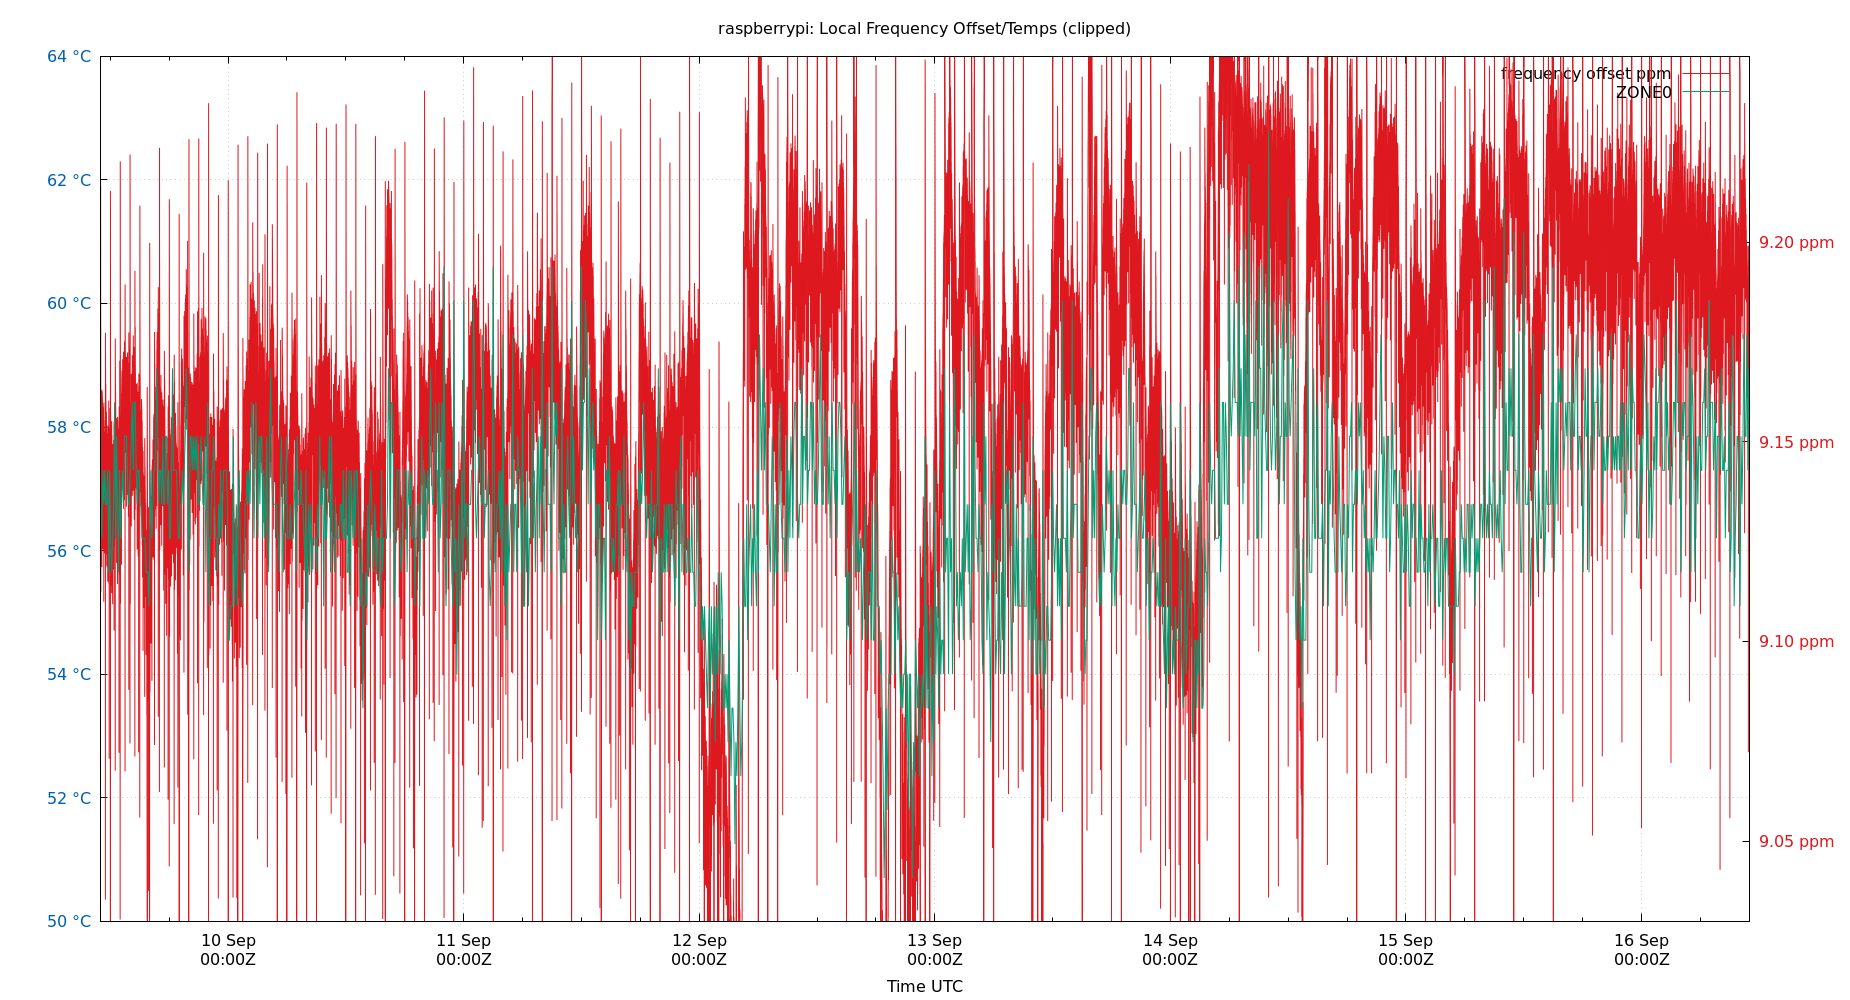 raspberrypi: Local Frequency Offset/Temps (clipped)
64 °C
62 °C
60 °C
58 °C
56 °C
54 °C
52 °C
50 °C
frequency offset ppm
ZONE0
9.20 ppm
9.15 ppm
9.10 ppm
9.05 ppm
10 Sep
00:00Z
11 Sep
00:00Z
12 Sep
00:00Z
13 Sep
00:00Z
14 Sep
00:00Z
15 Sep
00:00Z
16 Sep
00:00Z
Time UTC